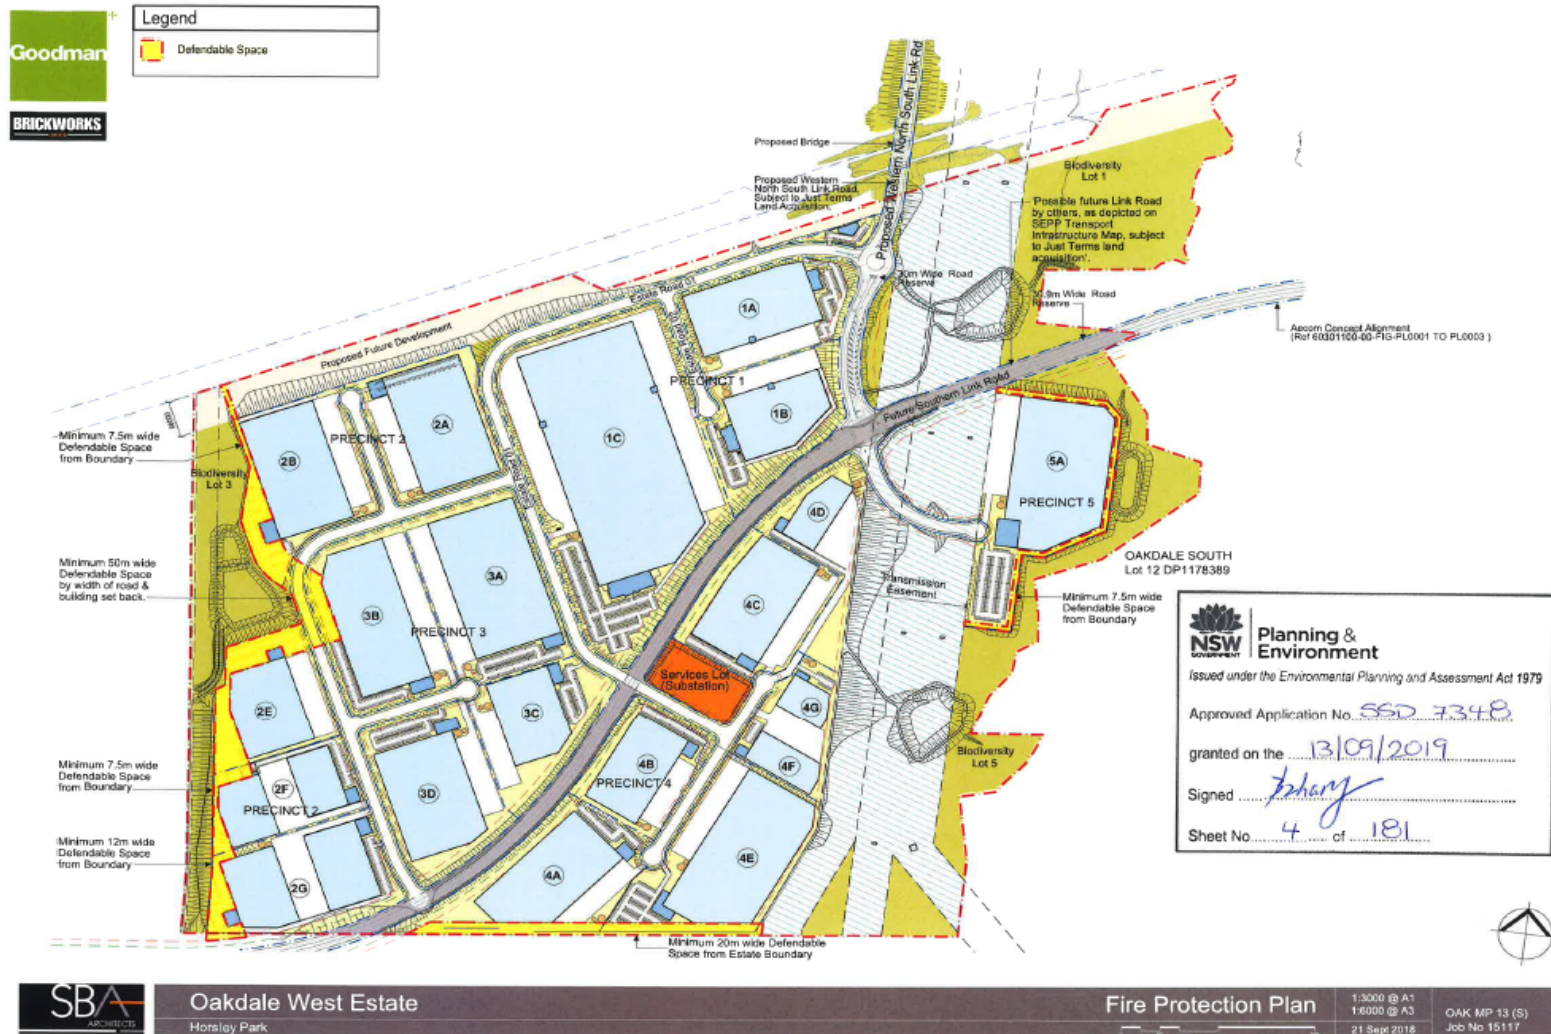 Goodman
BRICKWORKS
Legend
Defendable Space
Proposed Bridge
Proposed Western
North South Link Road.
Subject to Just Terms
Land Acquisition.
Proposed Western North South Link Rd
Biodiversity
Lot 1
'Possible future Link Road
by others, as depicted on
SEPP Transport
Infrastructure Map, subject
to Just Terms land
acquisition'.
Wide Road
Reserve
Wide Road
Reserve
Aecom Concept Alignment
(Ref 60301100-00-FIG-PL0001 TO PL0003 )
Estate Road 01
Proposed Future Development
1A
PRECINCT 1
1B
1C
Future Southern Link Road
Minimum 7.5m wide
Defendable Space
from Boundary
PRECINCT 2
2A
2B
Biodiversity
Lot 3
5A
PRECINCT 5
4D
OAKDALE SOUTH
Lot 12 DP1178389
Minimum 50m wide
Defendable Space
by width of road &
building set back.
3A
3B
PRECINCT 3
Transmission
Easement
4C
Minimum 7.5m wide
Defendable Space
from Boundary
Services Lot
(Substation)
2E
3C
4G
Biodiversity
Lot 5
Minimum 7.5m wide
Defendable Space
from Boundary
2F
PRECINCT 2
3D
4B
PRECINCT 4
4F
Minimum 12m wide
Defendable Space
from Boundary
2G
4A
4E
Minimum 20m wide Defendable
Space from Estate Boundary
NSW
GOVERNMENT
Planning &
Environment
Issued under the Environmental Planning and Assessment Act 1979
Approved Application No. SSD 7348
granted on the 13/09/2019
Signed
Sheet No. 4 of 181
SBA
ARCHITECTS
Oakdale West Estate
Horsley Park
Fire Protection Plan
1:3000 @ A1
1:6000 @ A3
21 Sept 2018
OAK MP 13 (S)
Job No 15117